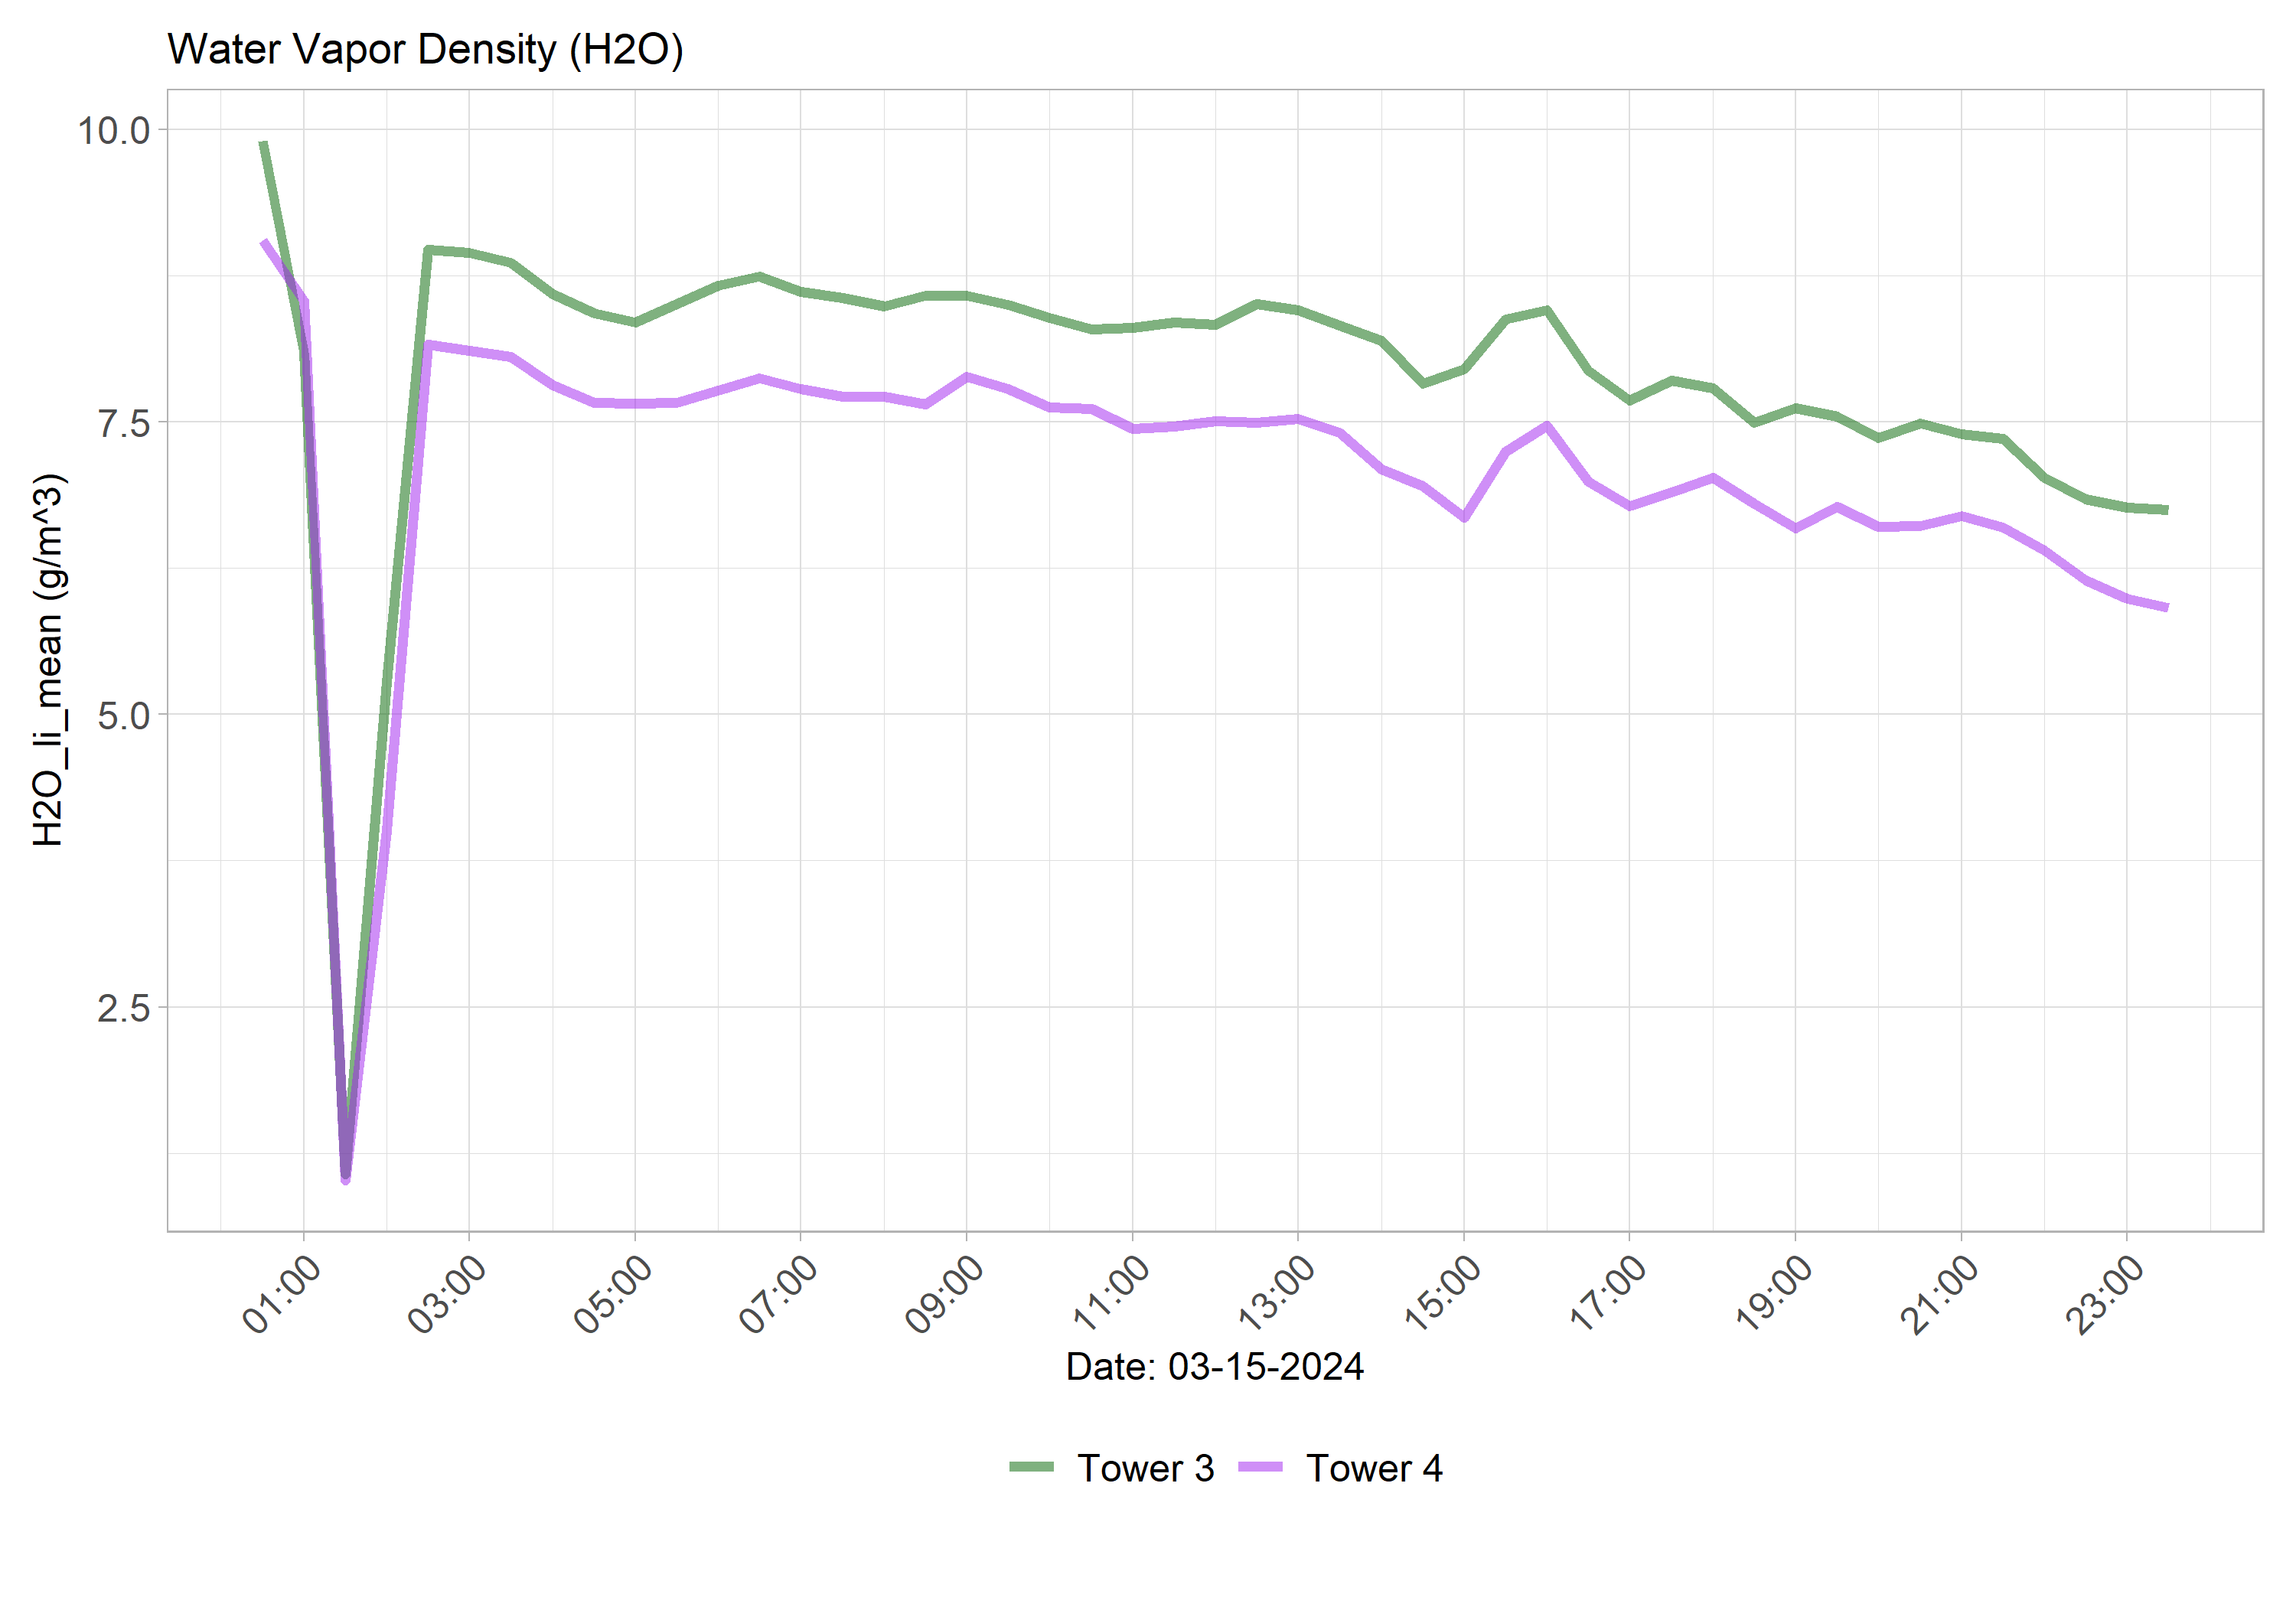 Water Vapor Density (H2O)
H2O_li_mean (g/m^3)
10.0
7.5
5.0
2.5
01:00 03:00 05:00 07:00 09:00 11:00 13:00 15:00 17:00 19:00 21:00 23:00
Date: 03-15-2024
Tower 3 Tower 4